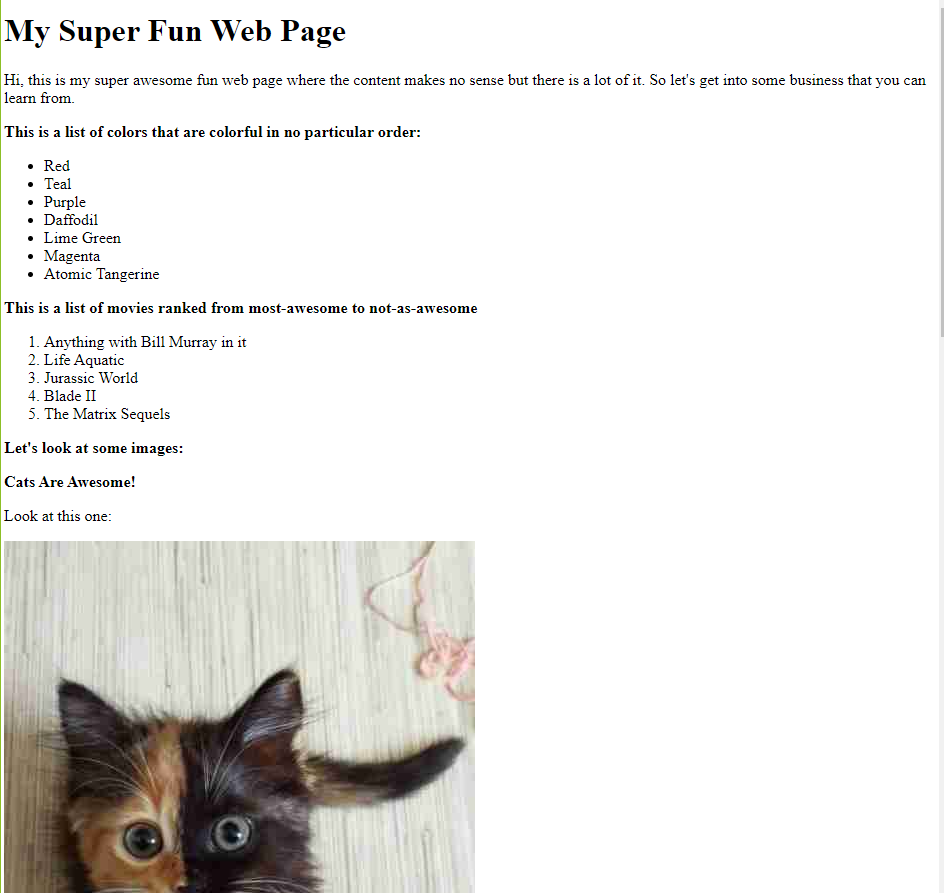 My Super Fun Web Page
Hi, this is my super awesome fun web page where the content makes no sense but there is a lot of it. So let's get into some business that you can
learn from.
This is a list of colors that are colorful in no particular order:
• Red
• Teal
• Purple
• Daffodil
• Lime Green
• Magenta
• Atomic Tangerine
This is a list of movies ranked from most-awesome to not-as-awesome
1. Anything with Bill Murray in it
2. Life Aquatic
3. Jurassic World
4. Blade II
5. The Matrix Sequels
Let's look at some images:
Cats Are Awesome!
Look at this one: